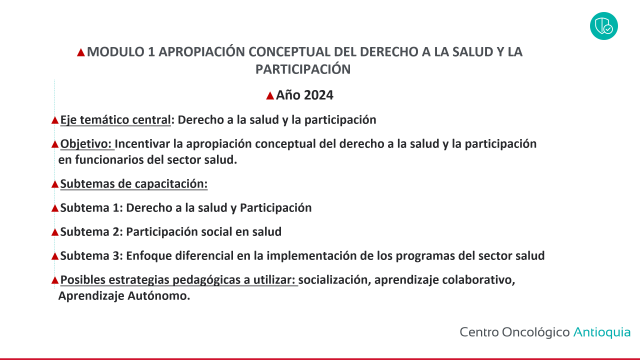 MODULO 1 APROPIACIÓN CONCEPTUAL DEL DERECHO A LA SALUD Y LA
PARTICIPACIÓN
Año 2024
Eje temático central: Derecho a la salud y la participación
Objetivo: Incentivar la apropiación conceptual del derecho a la salud y la participación
en funcionarios del sector salud.
Subtemas de capacitación:
Subtema 1: Derecho a la salud y Participación
Subtema 2: Participación social en salud
Subtema 3: Enfoque diferencial en la implementación de los programas del sector salud
Posibles estrategias pedagógicas a utilizar: socialización, aprendizaje colaborativo,
Aprendizaje Autónomo.
Centro Oncológico Antioquia